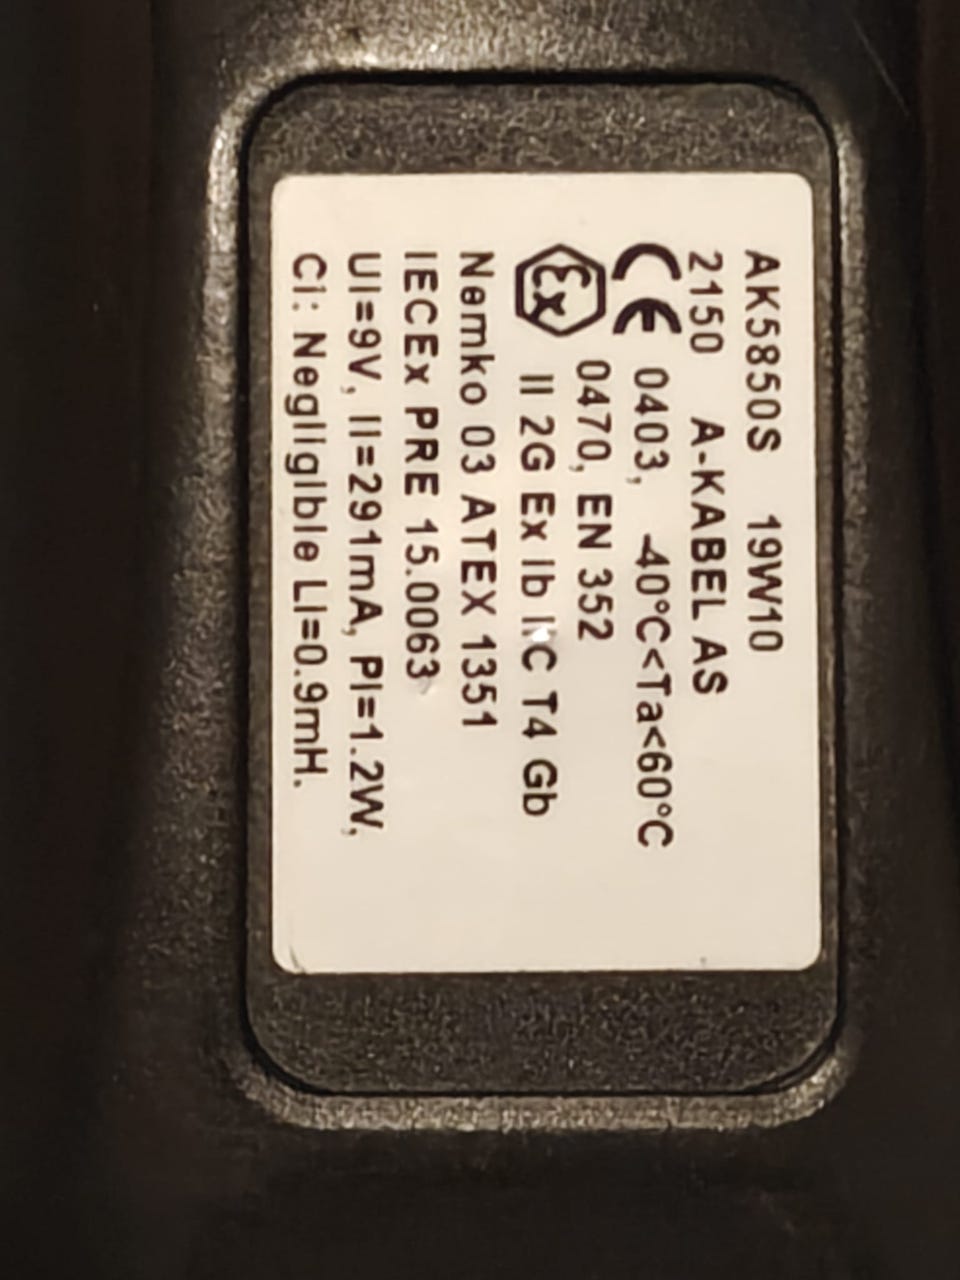 AK5850S 19W10
2150 A-KABEL AS
CE 0403, -40°C<Ta<60°C
0470, EN 352
Ex II 2G Ex Ib IIC T4 Gb
Nemko 03 ATEX 1351
IECEx PRE 15.0063
UI=9V, II=291mA, PI=1.2W,
CI: Negligible LI=0.9mH.